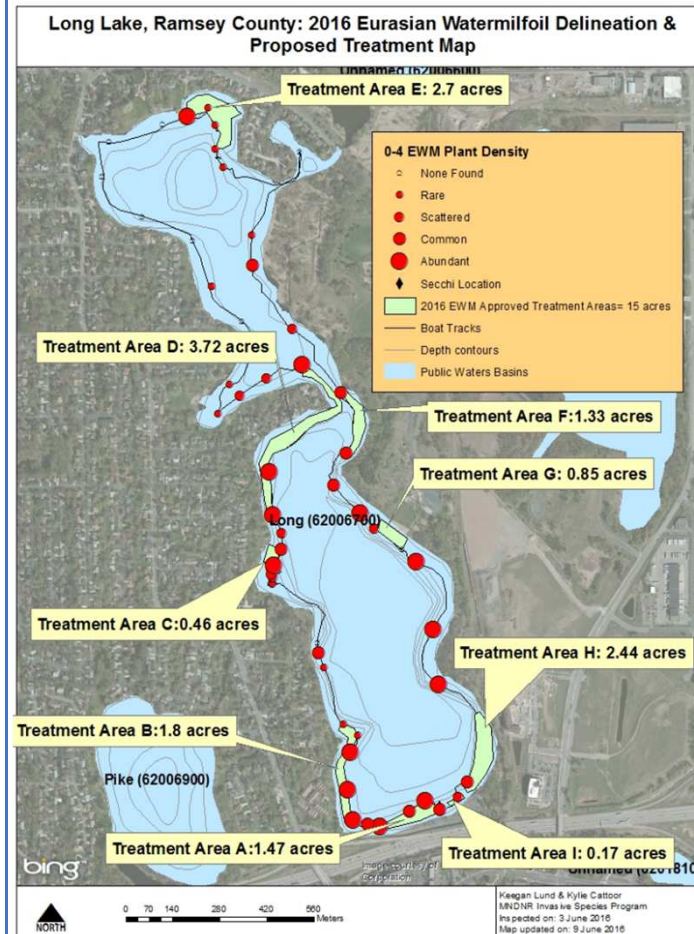 Long Lake, Ramsey County: 2016 Eurasian Watermilfoil Delineation &
Proposed Treatment Map
Unnamed (62006600)
Treatment Area E: 2.7 acres
0-4 EWM Plant Density
None Found
Rare
Scattered
Common
Abundant
Secchi Location
2016 EWM Approved Treatment Areas= 15 acres
Boat Tracks
Depth contours
Public Waters Basins
Treatment Area D: 3.72 acres
Treatment Area F:1.33 acres
Treatment Area G: 0.85 acres
Long (62006700)
Treatment Area C:0.46 acres
Treatment Area H: 2.44 acres
Treatment Area B:1.8 acres
Pike (62006900)
Treatment Area A:1.47 acres
Treatment Area I: 0.17 acres
bing
Image courtesy of
Corporation
NORTH
0 70 140 280 420 560
Meters
Keegan Lund & Kylie Cattoor
MNDNR Invasive Species Program
Inspected on: 3 June 2016
Map updated on: 9 June 2016